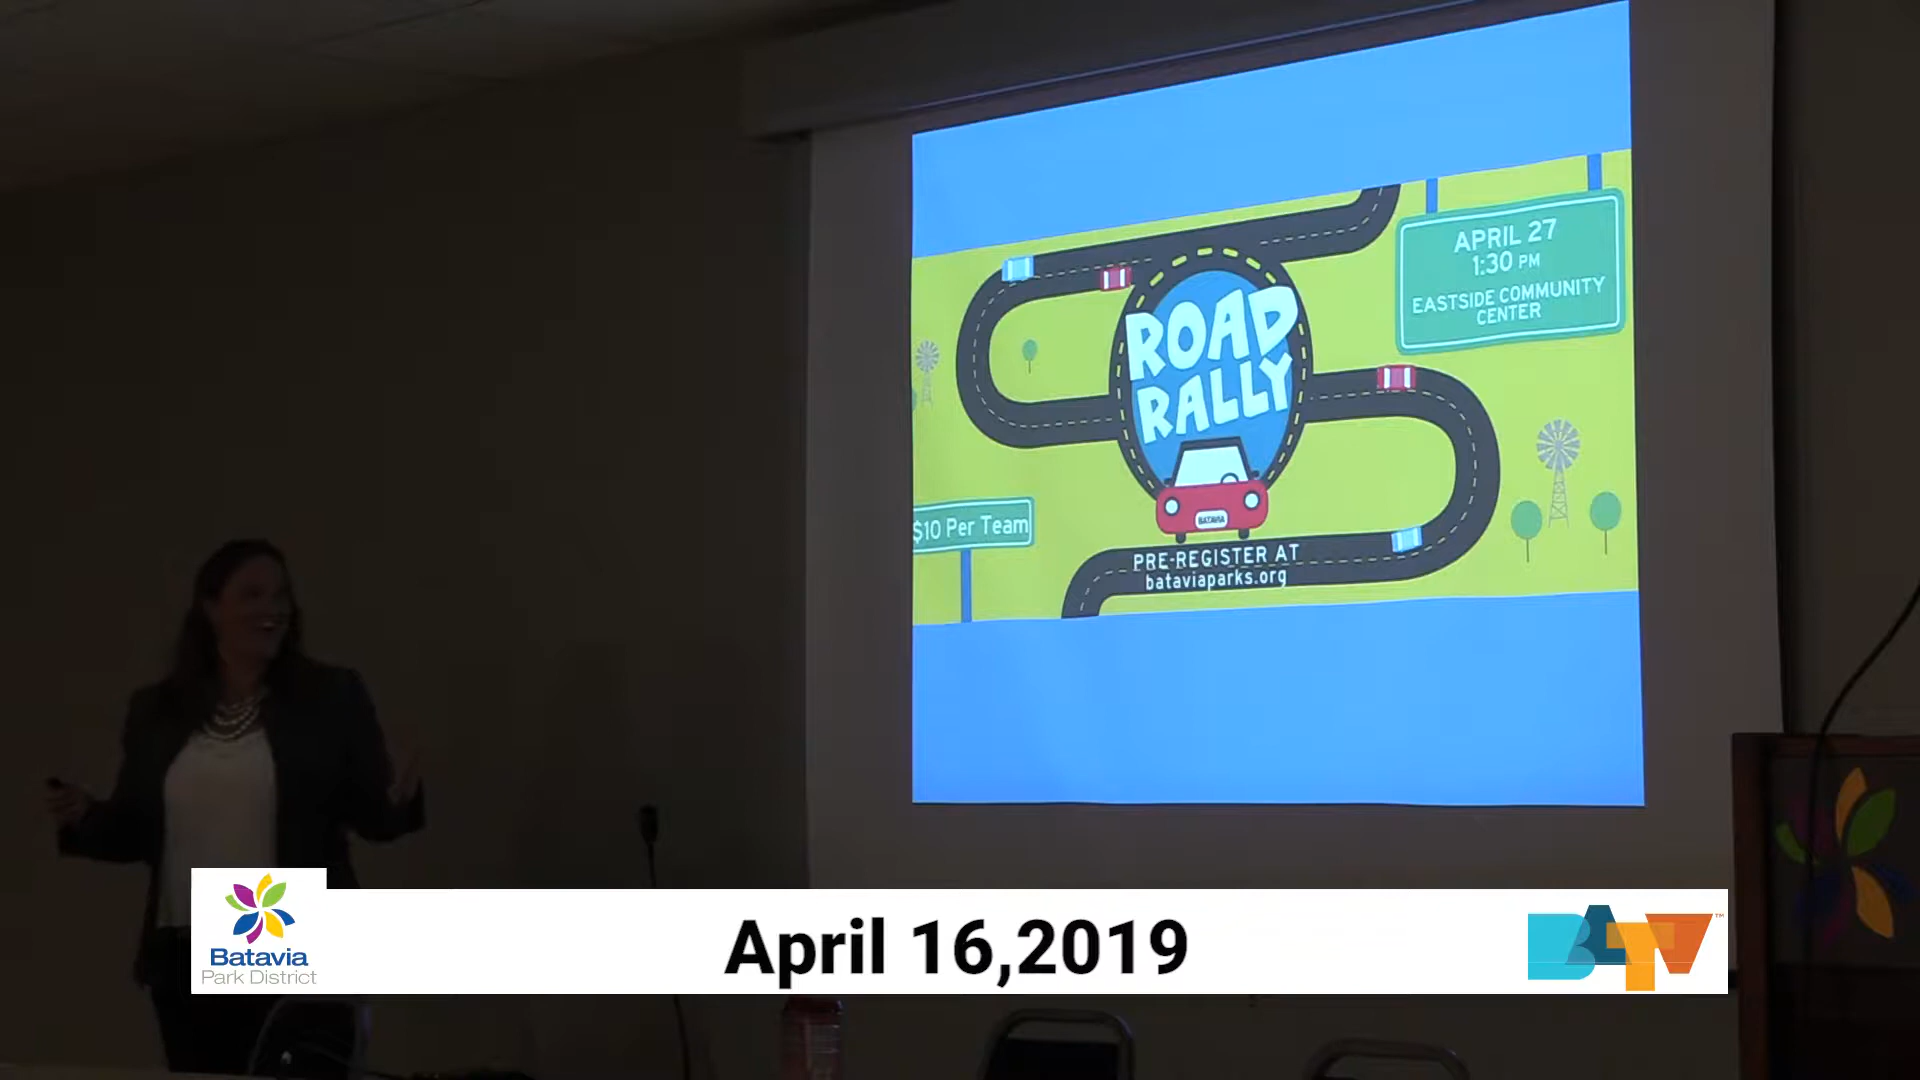 APRIL 27
1:30 PM
EASTSIDE COMMUNITY
CENTER
ROAD
RALLY
BATAVIA
$10 Per Team
PRE-REGISTER AT
bataviaparks.org
Batavia
Park District
April 16,2019
BATV™